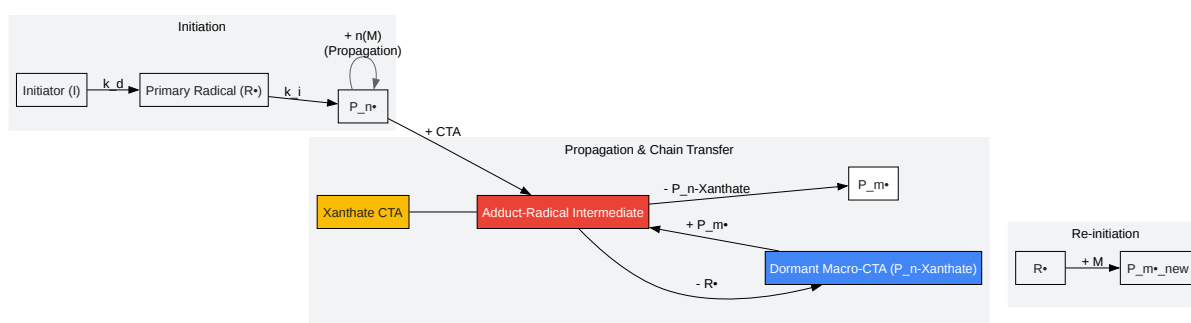 Initiation
+ n(M)
(Propagation)
Initiator (I)
k_d
Primary Radical (R•)
k_i
P_n•
+ CTA
Propagation & Chain Transfer
Xanthate CTA
Adduct-Radical Intermediate
- P_n-Xanthate
P_m•
+ P_m•
Dormant Macro-CTA (P_n-Xanthate)
- R•
Re-initiation
R•
+ M
P_m•_new